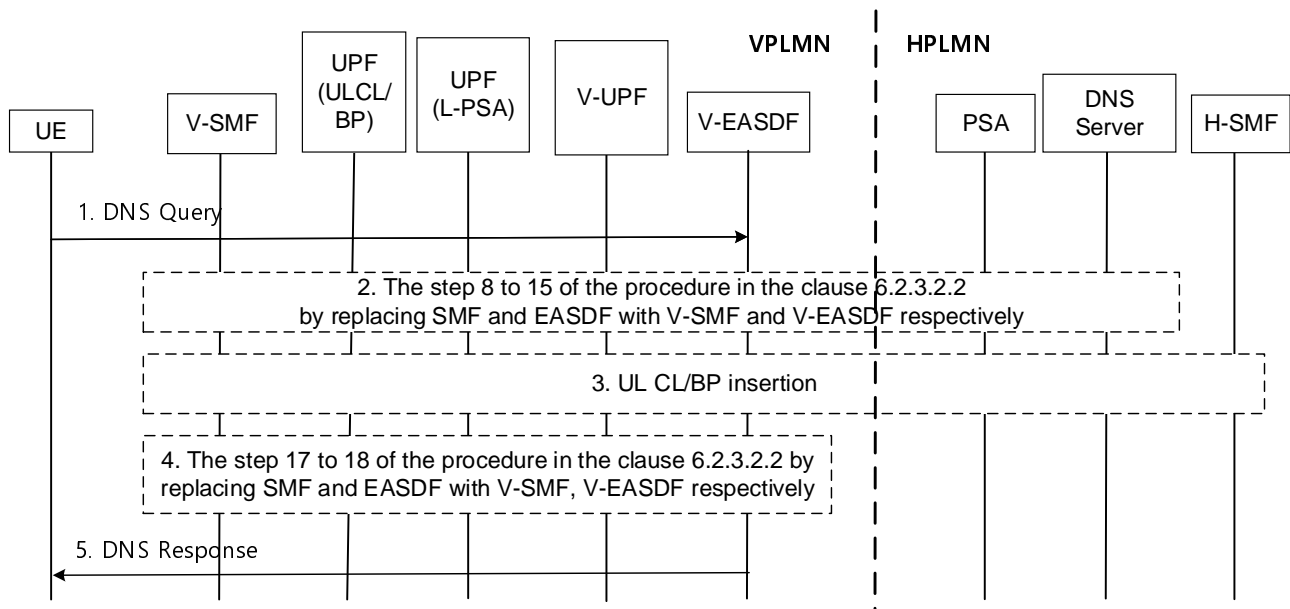 VPLMN
HPLMN
UE
V-SMF
UPF
(ULCL/
BP)
UPF
(L-PSA)
V-UPF
V-EASDF
PSA
DNS
Server
H-SMF
1. DNS Query
2. The step 8 to 15 of the procedure in the clause 6.2.3.2.2
by replacing SMF and EASDF with V-SMF and V-EASDF respectively
3. UL CL/BP insertion
4. The step 17 to 18 of the procedure in the clause 6.2.3.2.2 by
replacing SMF and EASDF with V-SMF, V-EASDF respectively
5. DNS Response